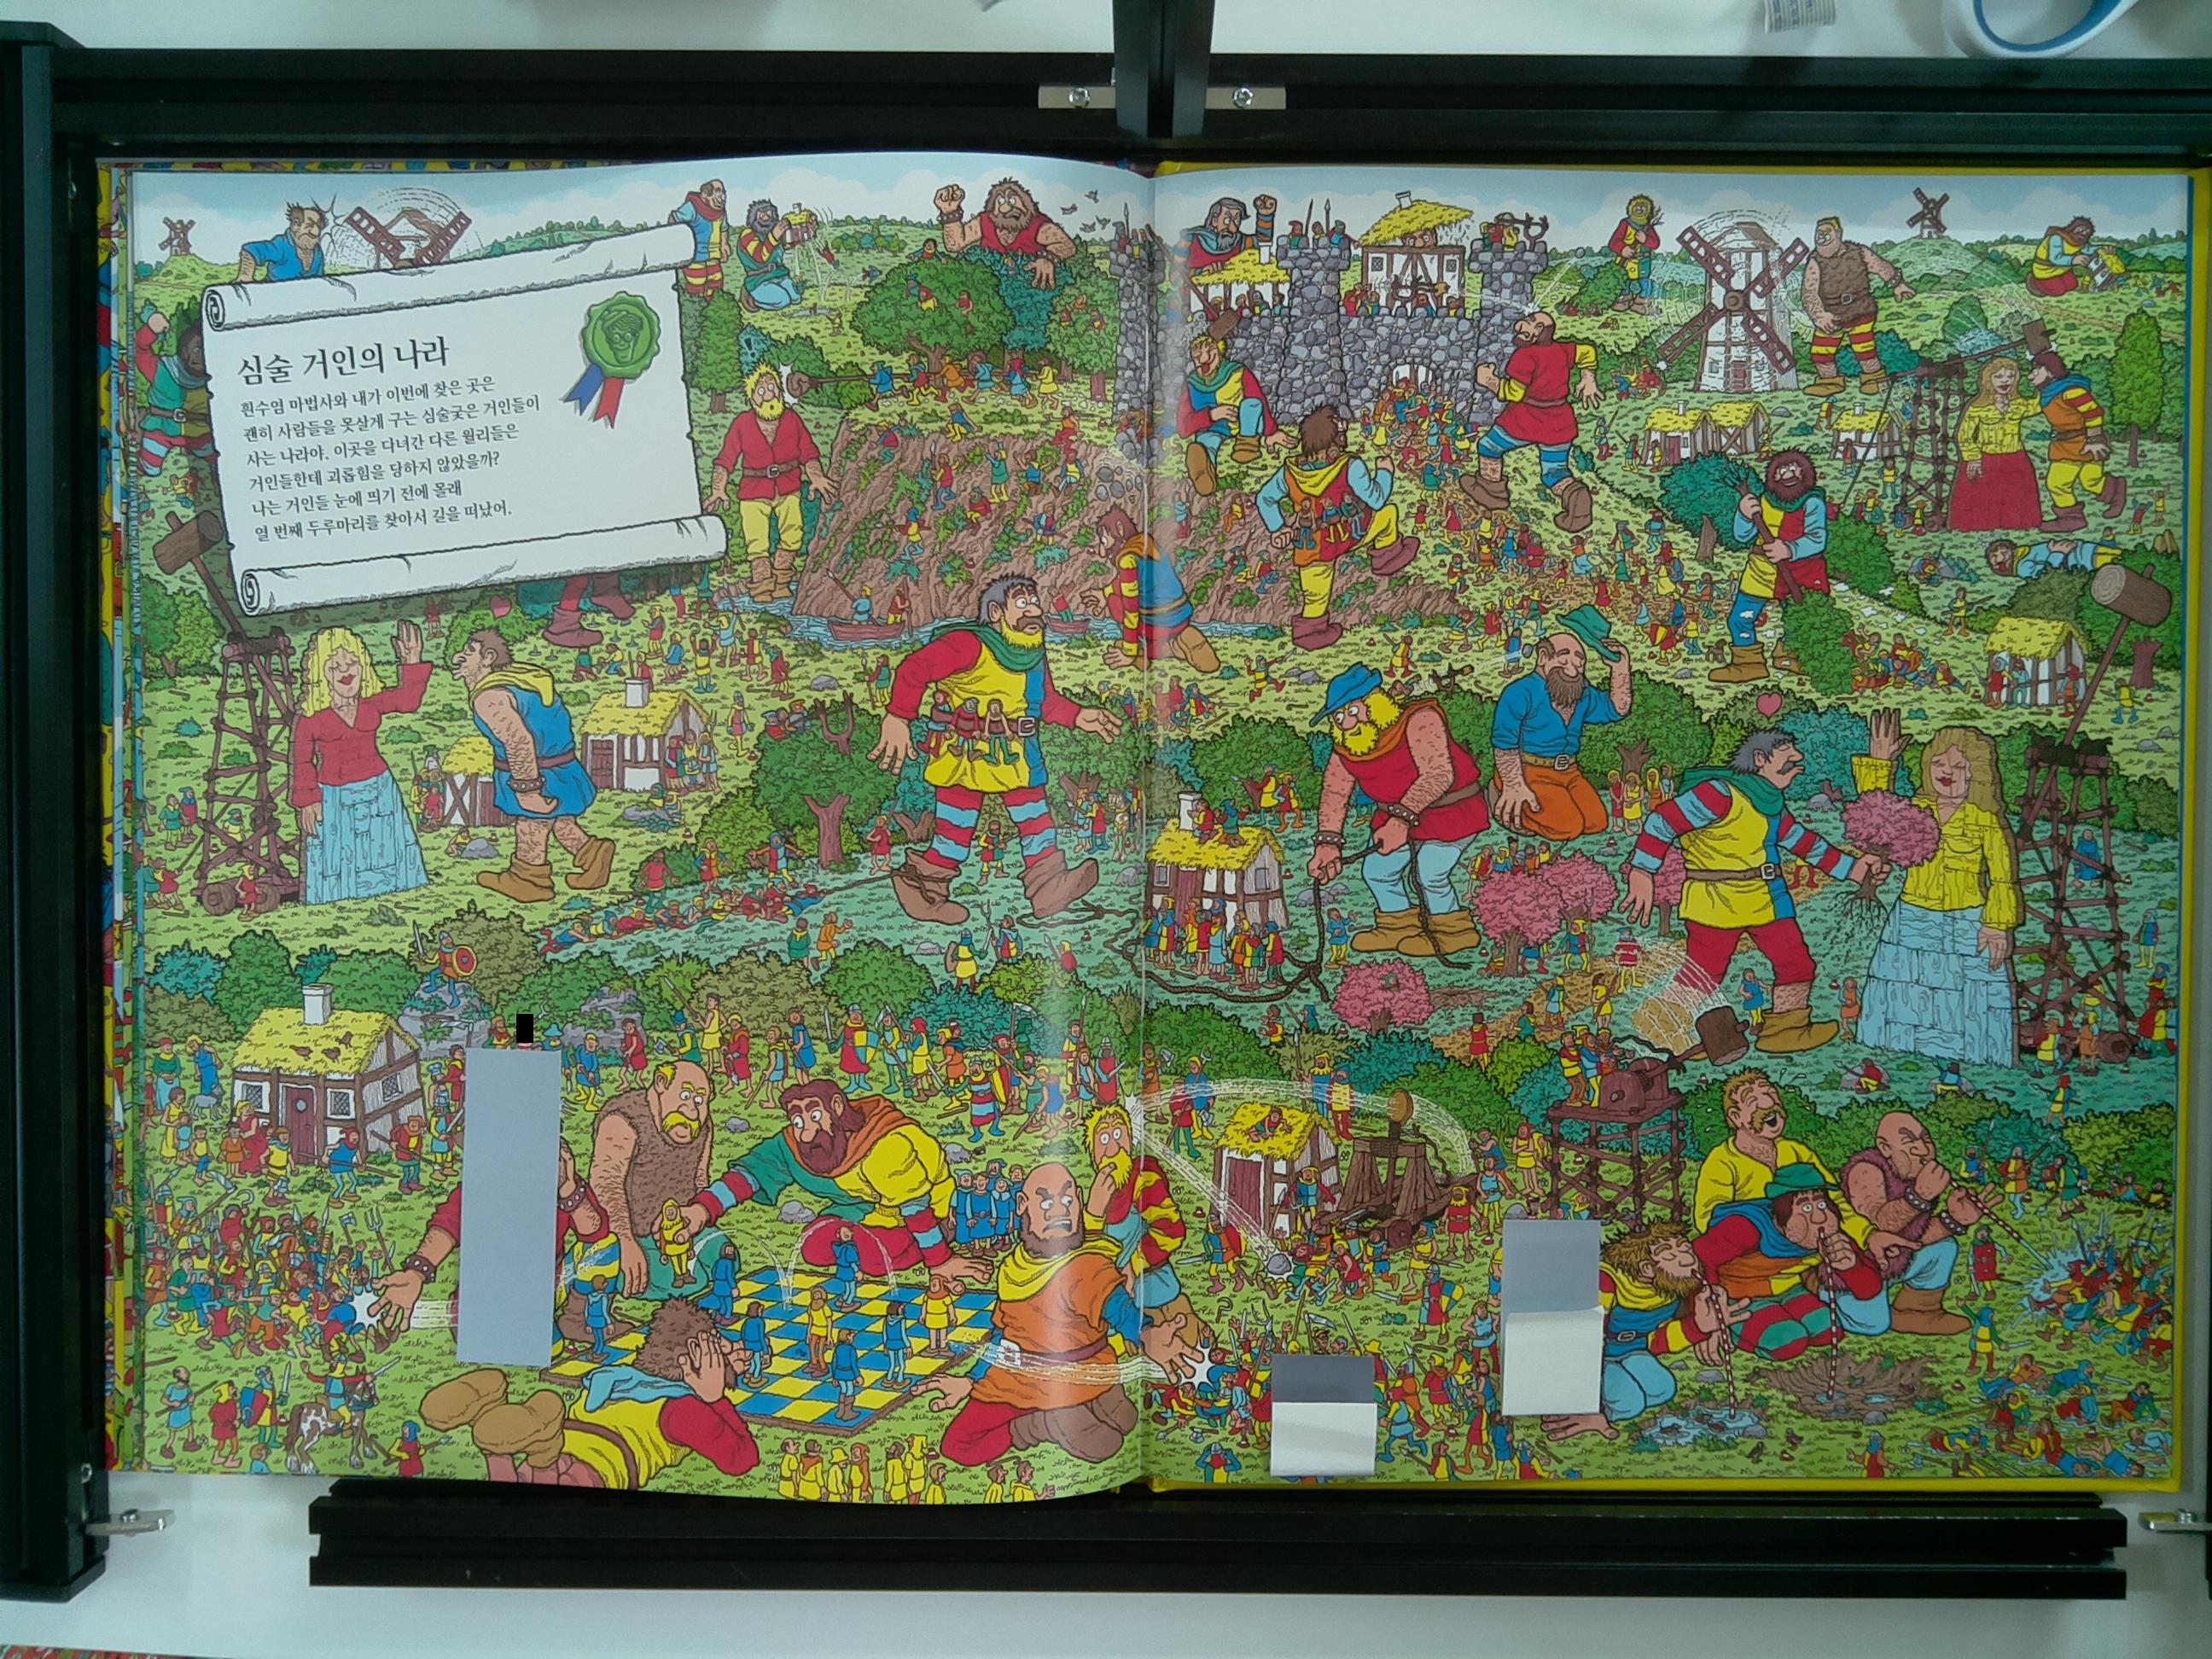 심술 거인의 나라
흰수염 마법사와 내가 이번에 찾은 곳은
괜히 사람들을 못살게 구는 심술궂은 거인들이
사는 나라야. 이곳을 다녀간 다른 월리들은
거인들한테 괴롭힘을 당하지 않았을까?
나는 거인들 눈에 띄기 전에 몰래
열 번째 두루마리를 찾아서 길을 떠났어.